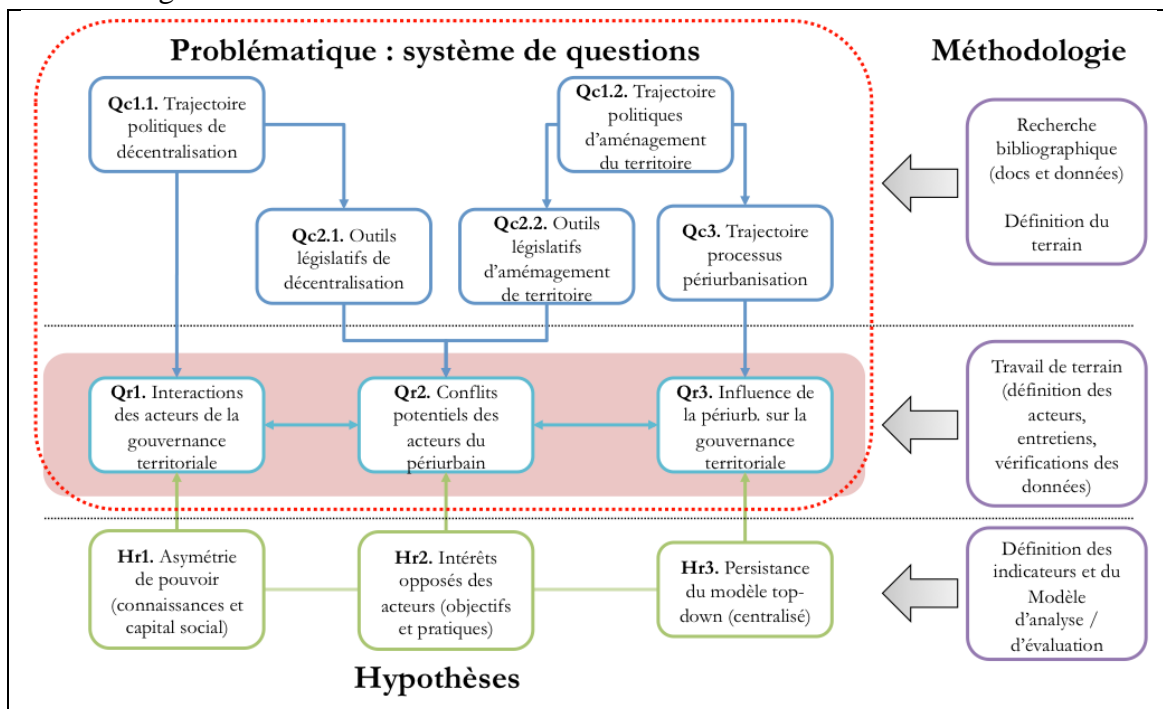 Problématique : système de questions
Méthodologie
Qc1.1. Trajectoire
politiques de
décentralisation
Qc1.2. Trajectoire
politiques
d'aménagement
du territoire
Recherche
bibliographique
(docs et données)
Définition du
terrain
Qc2.1. Outils
législatifs de
décentralisation
Qc2.2. Outils
législatifs
d'amémagement
de territoire
Qc3. Trajectoire
processus
périurbanisation
Qr1. Interactions
des acteurs de la
gouvernance
territoriale
Qr2. Conflits
potentiels des
acteurs du
périurbain
Qr3. Influence de
la périurb. sur la
gouvernance
territoriale
Travail de terrain
(définition des
acteurs,
entretiens,
vérifications des
données)
Hr1. Asymétrie
de pouvoir
(connaissances et
capital social)
Hr2. Intérêts
opposés des
acteurs (objectifs
et pratiques)
Hr3. Persistance
du modèle top-
down (centralisé)
Définition des
indicateurs et du
Modèle
d'analyse /
d'évaluation
Hypothèses